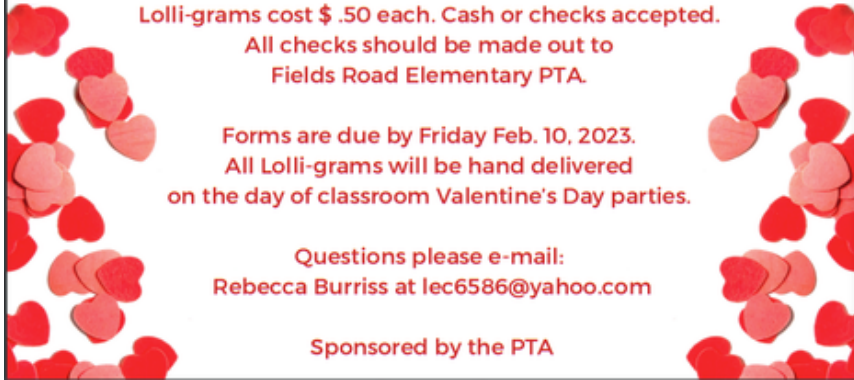 Lolli-grams cost $ .50 each. Cash or checks accepted.
All checks should be made out to
Fields Road Elementary PTA.
Forms are due by Friday Feb. 10, 2023.
All Lolli-grams will be hand delivered
on the day of classroom Valentine's Day parties.
Questions please e-mail:
Rebecca Burriss at lec6586@yahoo.com
Sponsored by the PTA